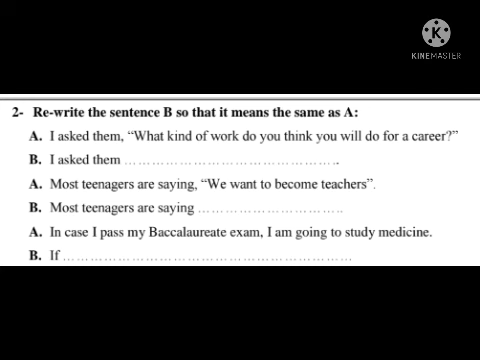 KINEMASTER
2- Re-write the sentence B so that it means the same as A:
A. I asked them, “What kind of work do you think you will do for a career?”
B. I asked them ………………………………………..
A. Most teenagers are saying, “We want to become teachers”.
B. Most teenagers are saying …………………………..
A. In case I pass my Baccalaureate exam, I am going to study medicine.
B. If ………………………………………………………